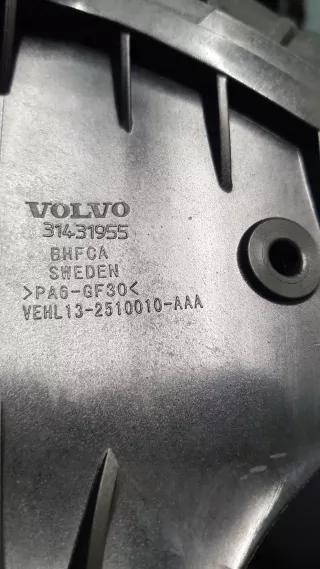 VOLVO
31431955
BHFCA
SWEDEN
>PA6-GF30<
VEHL13-2510010-AAA